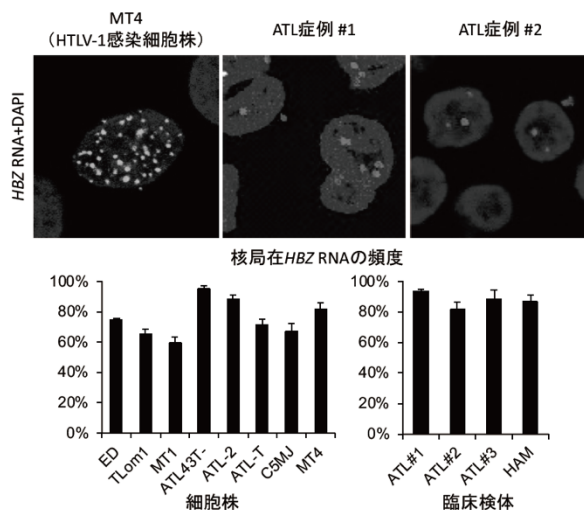 MT4
(HTLV-1感染細胞株)
ATL症例 #1
ATL症例 #2
HBZ RNA+DAPI
核局在HBZ RNAの頻度
100%
80%
60%
40%
20%
0%
ED
TLom1
MT1
ATL43T-
ATL-2
ATL-T
C5MJ
MT4
細胞株
100%
80%
60%
40%
20%
0%
ATL#1
ATL#2
ATL#3
HAM
臨床検体